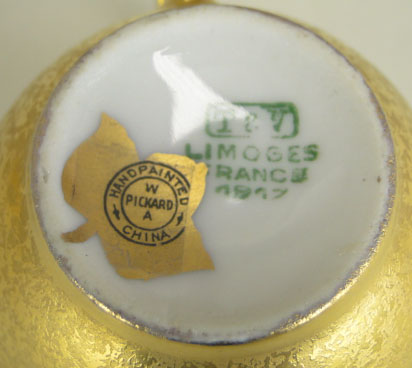 HANDPAINTED
W
PICKARD
A
CHINA
T & V
LIMOGES
FRANCE